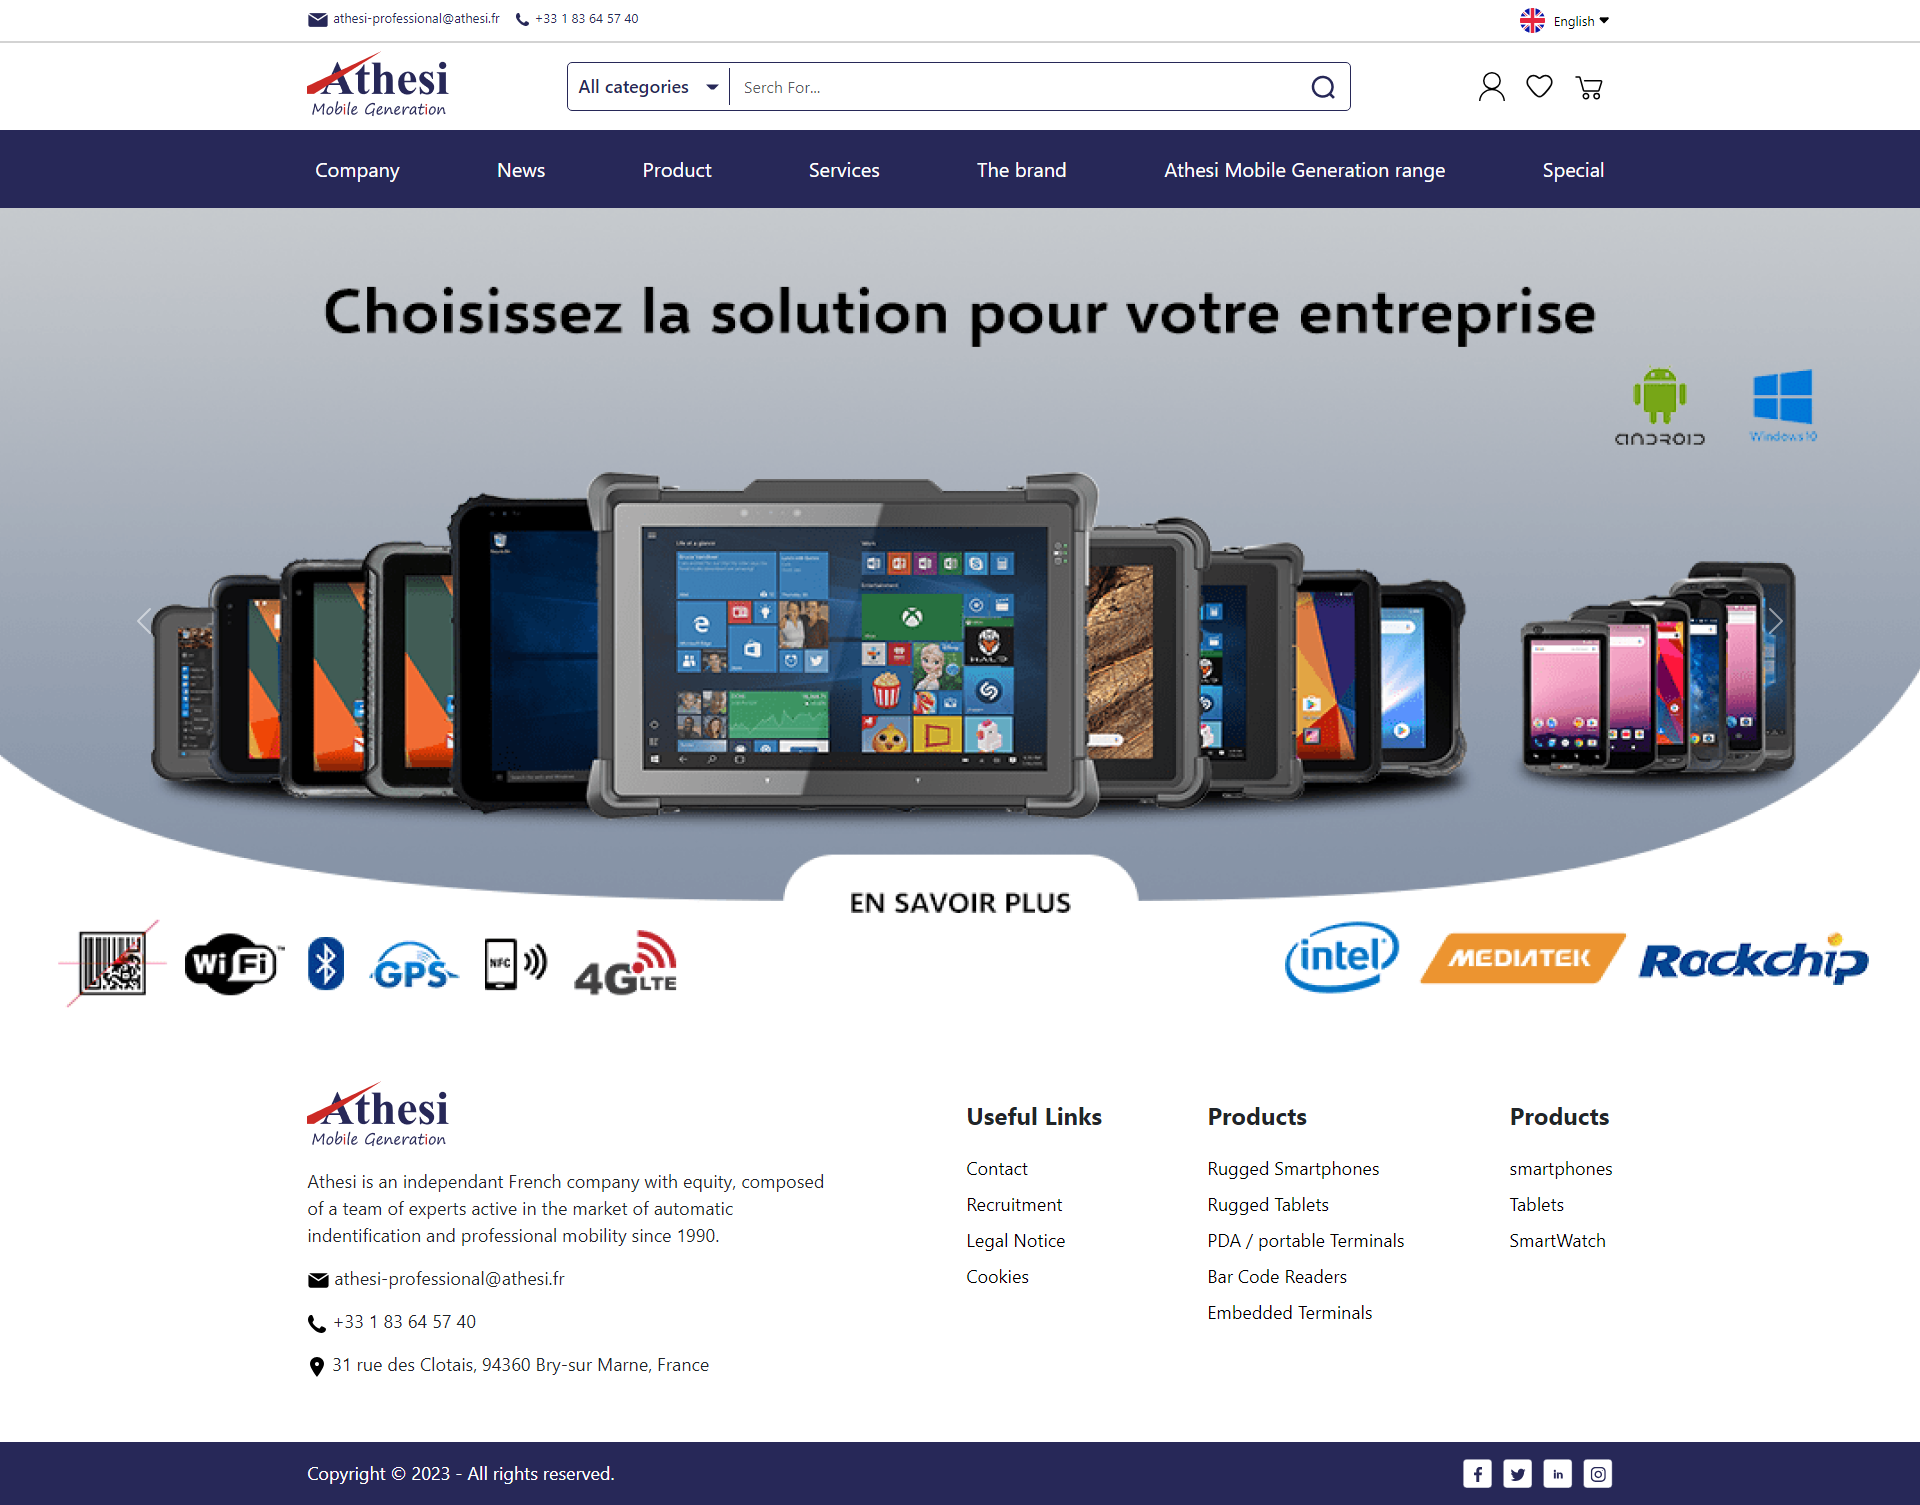 athesi-professional@athesi.fr +33 1 83 64 57 40 English
Athesi
Mobile Generation
All categories Serch For...
Company News Product Services The brand Athesi Mobile Generation range Special
Choisissez la solution pour votre entreprise
ANDROID Windows10
EN SAVOIR PLUS
Wi Fi GPS NFC 4G LTE intel MEDIATEK Rockchip
Athesi
Mobile Generation
Athesi is an independant French company with equity, composed
of a team of experts active in the market of automatic
indentification and professional mobility since 1990.
athesi-professional@athesi.fr
+33 1 83 64 57 40
31 rue des Clotais, 94360 Bry-sur Marne, France
Useful Links
Contact
Recruitment
Legal Notice
Cookies
Products
Rugged Smartphones
Rugged Tablets
PDA / portable Terminals
Bar Code Readers
Embedded Terminals
Products
smartphones
Tablets
SmartWatch
Copyright © 2023 - All rights reserved.